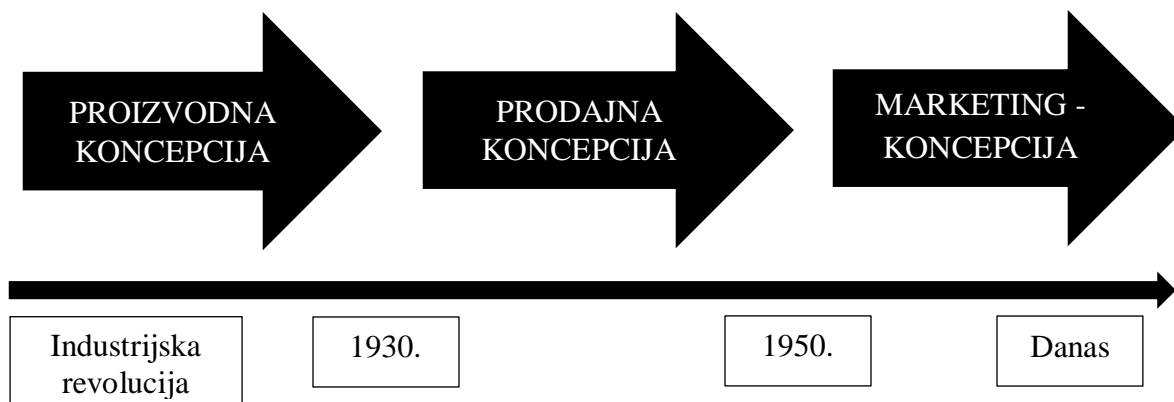 PROIZVODNA
KONCEPCIJA
PRODAJNA
KONCEPCIJA
MARKETING -
KONCEPCIJA
Industrijska
revolucija
1930.
1950.
Danas